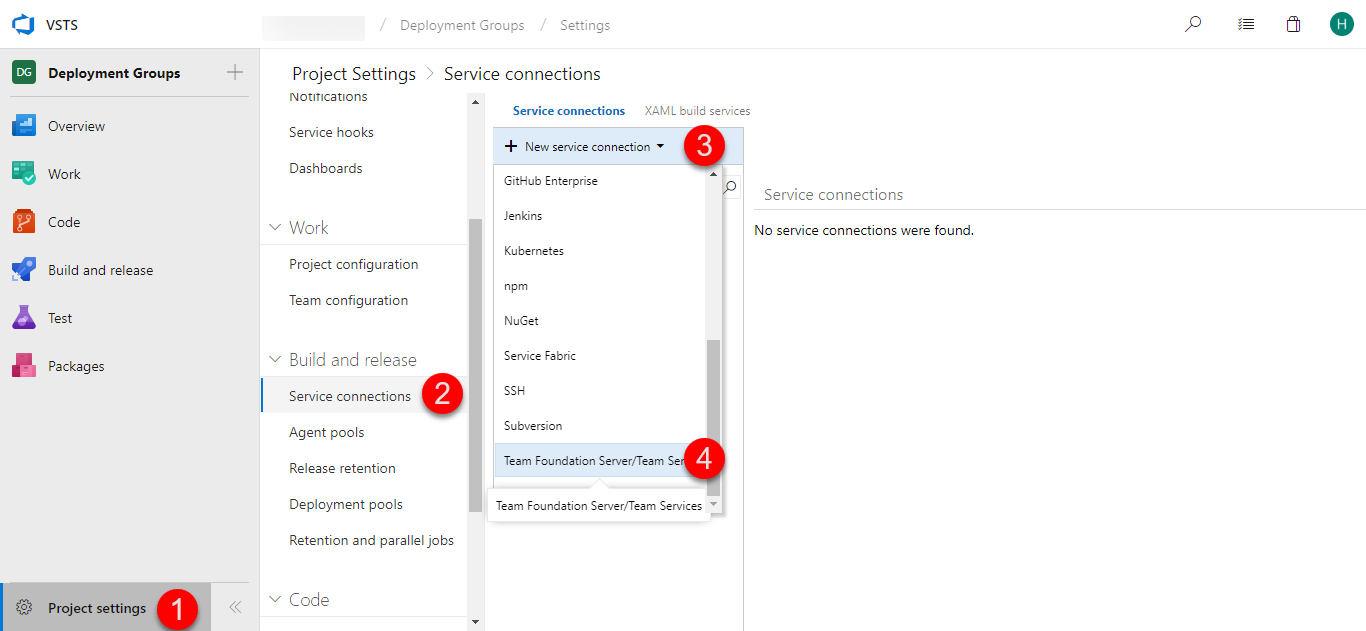 VSTS
/ Deployment Groups / Settings
H
DG Deployment Groups
Overview
Work
Code
Build and release
Test
Packages
Project settings
1
Project Settings > Service connections
Notifications
Service hooks
Dashboards
Work
Project configuration
Team configuration
Build and release
Service connections
2
Agent pools
Release retention
Deployment pools
Retention and parallel jobs
Code
Service connections XAML build services
+ New service connection
3
GitHub Enterprise
Jenkins
Kubernetes
npm
NuGet
Service Fabric
SSH
Subversion
Team Foundation Server/Team Ser
4
Team Foundation Server/Team Services
Service connections
No service connections were found.